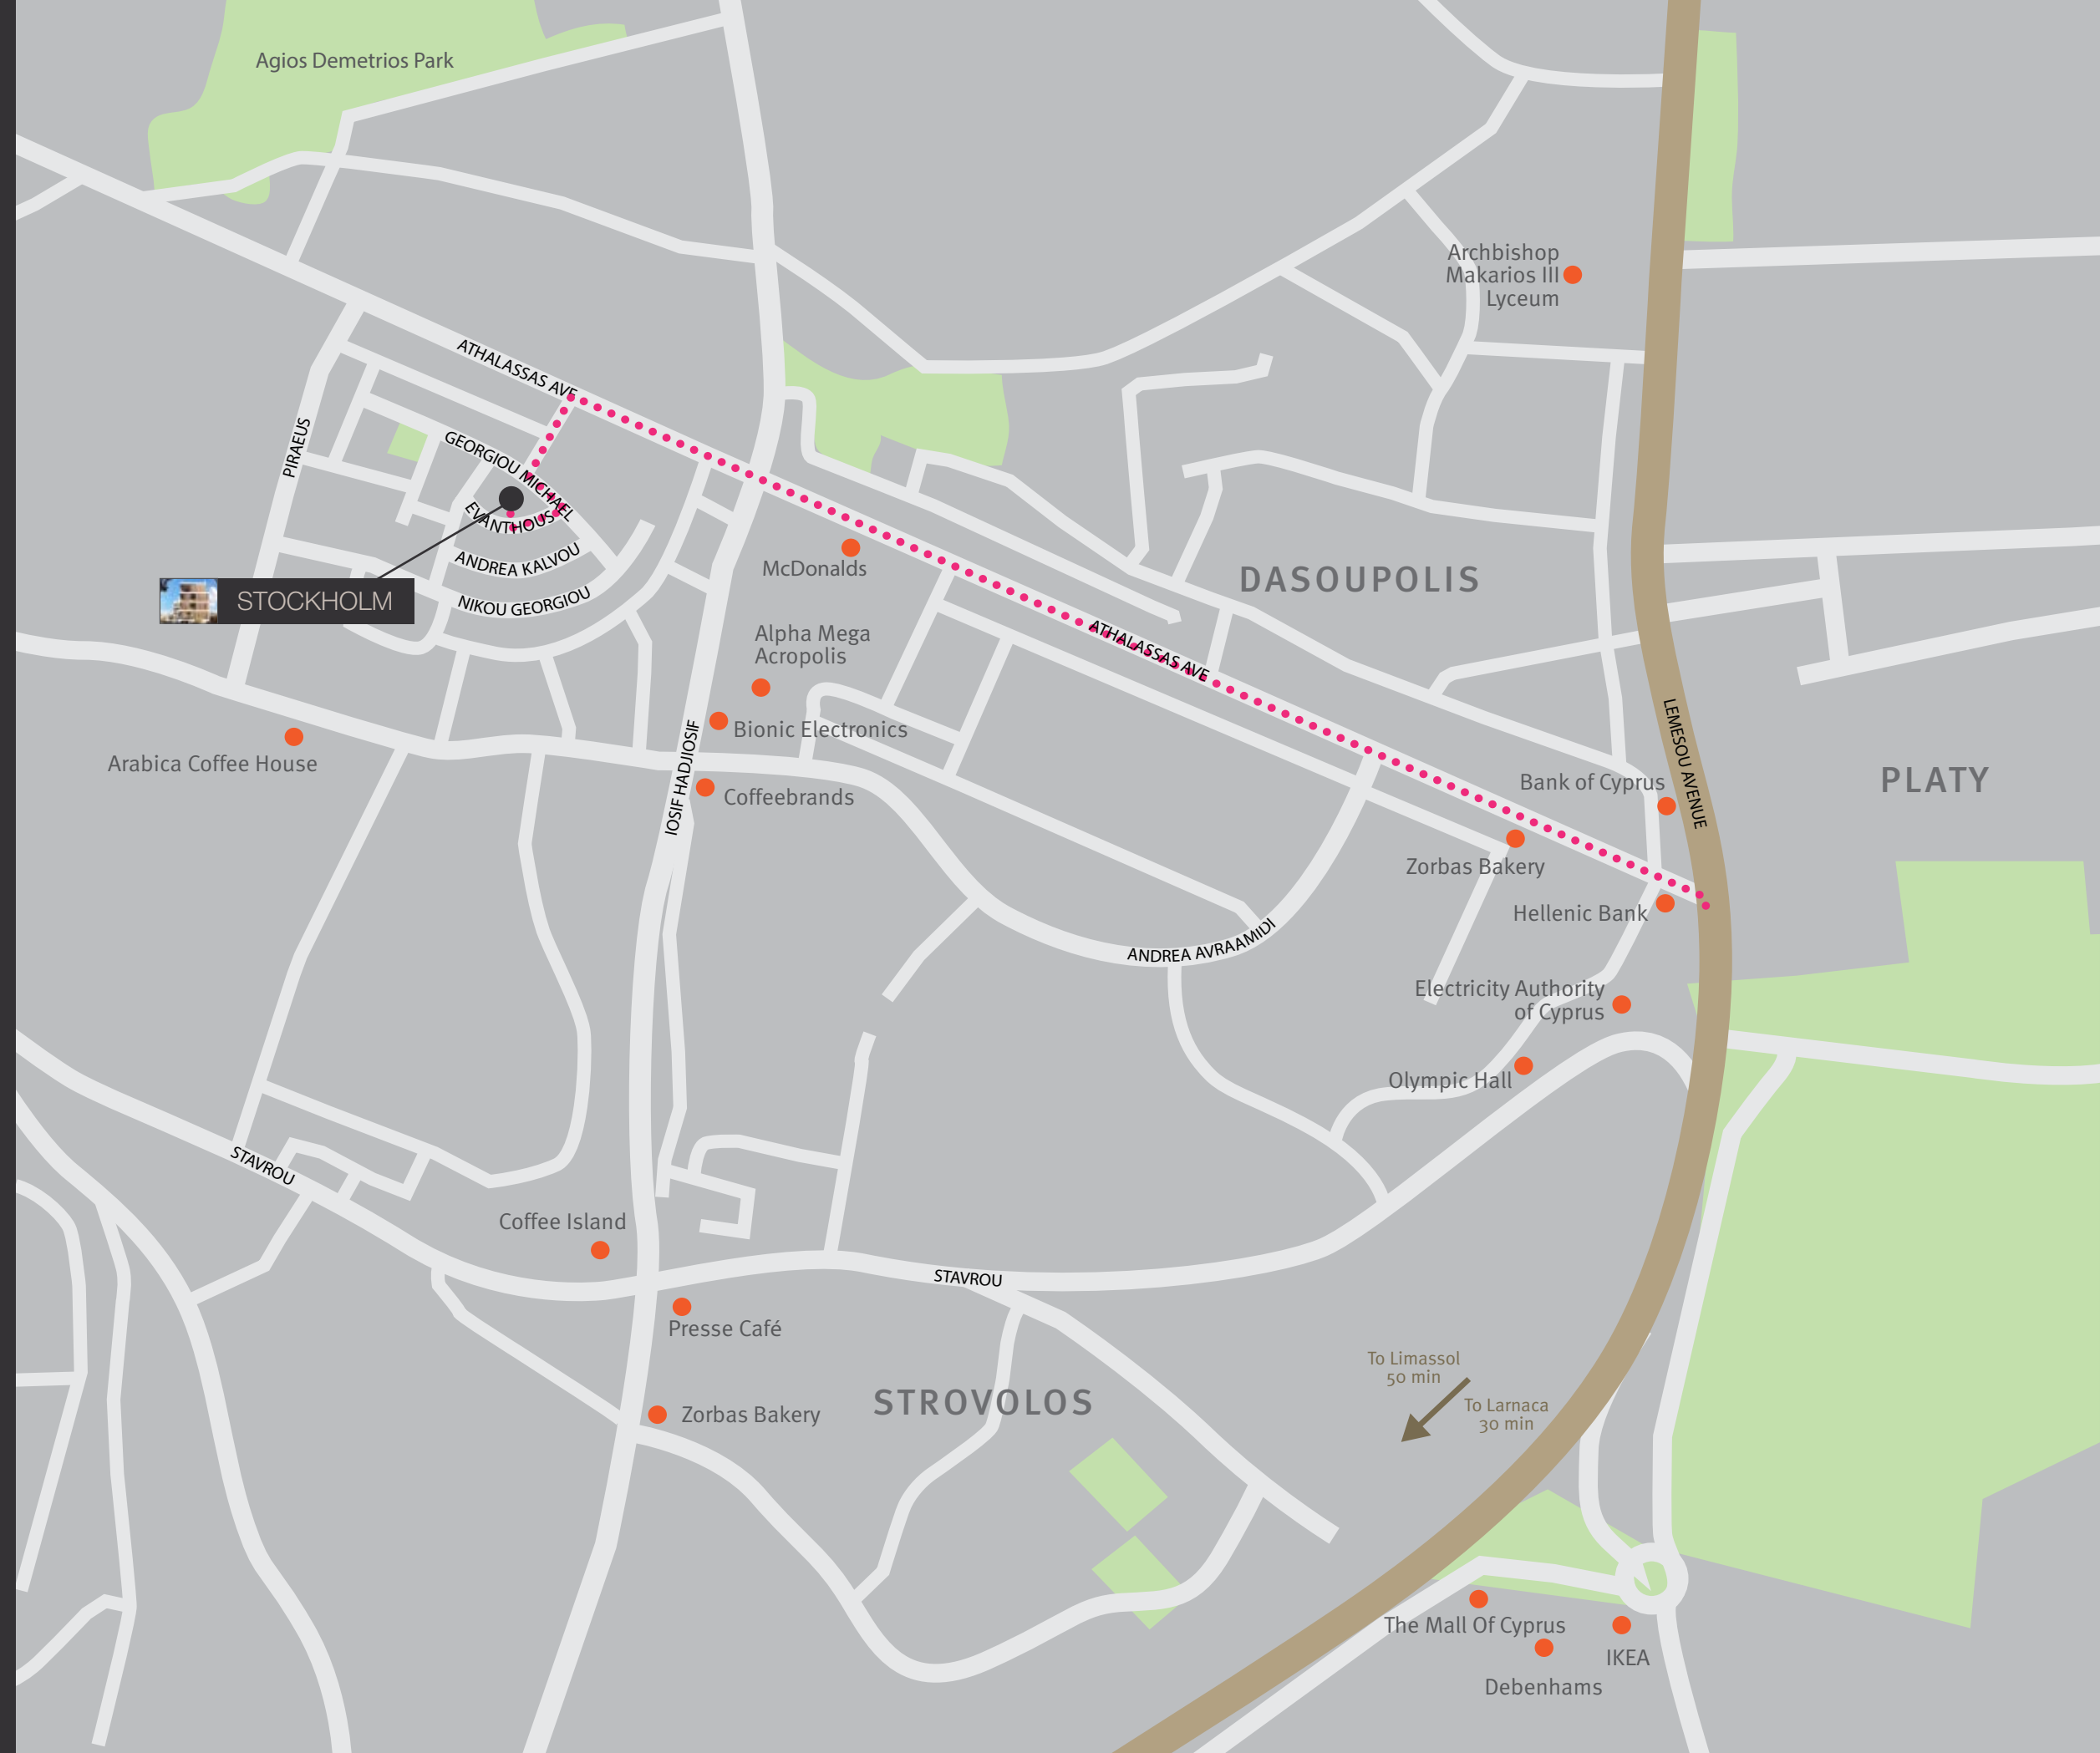 Agios Demetrios Park
Archbishop
Makarios III
Lyceum
ATHALASSAS AVE
PIRAEUS
GEORGIOU MICHAEL
EVANTHOUS
ANDREA KALVOU
NIKOU GEORGIOU
STOCKHOLM
McDonalds
DASOUPOLIS
Alpha Mega
Acropolis
ATHALASSAS AVE
Bionic Electronics
IOSIF HADJIOSIF
Arabica Coffee House
Coffeebrands
LEMESOU AVENUE
Bank of Cyprus
PLATY
Zorbas Bakery
Hellenic Bank
ANDREA AVRAAMIDI
Electricity Authority
of Cyprus
Olympic Hall
STAVROU
Coffee Island
STAVROU
Presse Café
To Limassol
50 min
To Larnaca
30 min
STROVOLOS
Zorbas Bakery
The Mall Of Cyprus
IKEA
Debenhams